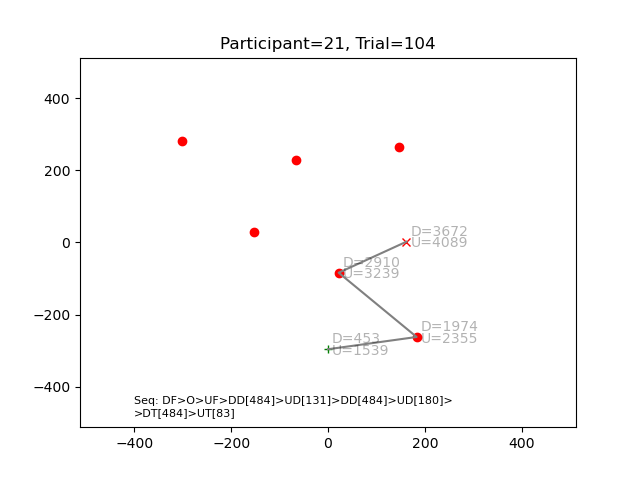 Participant=21, Trial=104
400
200
0
−200
−400
D=3672
U=4089
D=2910
U=3239
D=1974
U=2355
D=453
U=1539
Seq: DF>O>UF>DD[484]>UD[131]>DD[484]>UD[180]>
>DT[484]>UT[83]
−400 −200 0 200 400